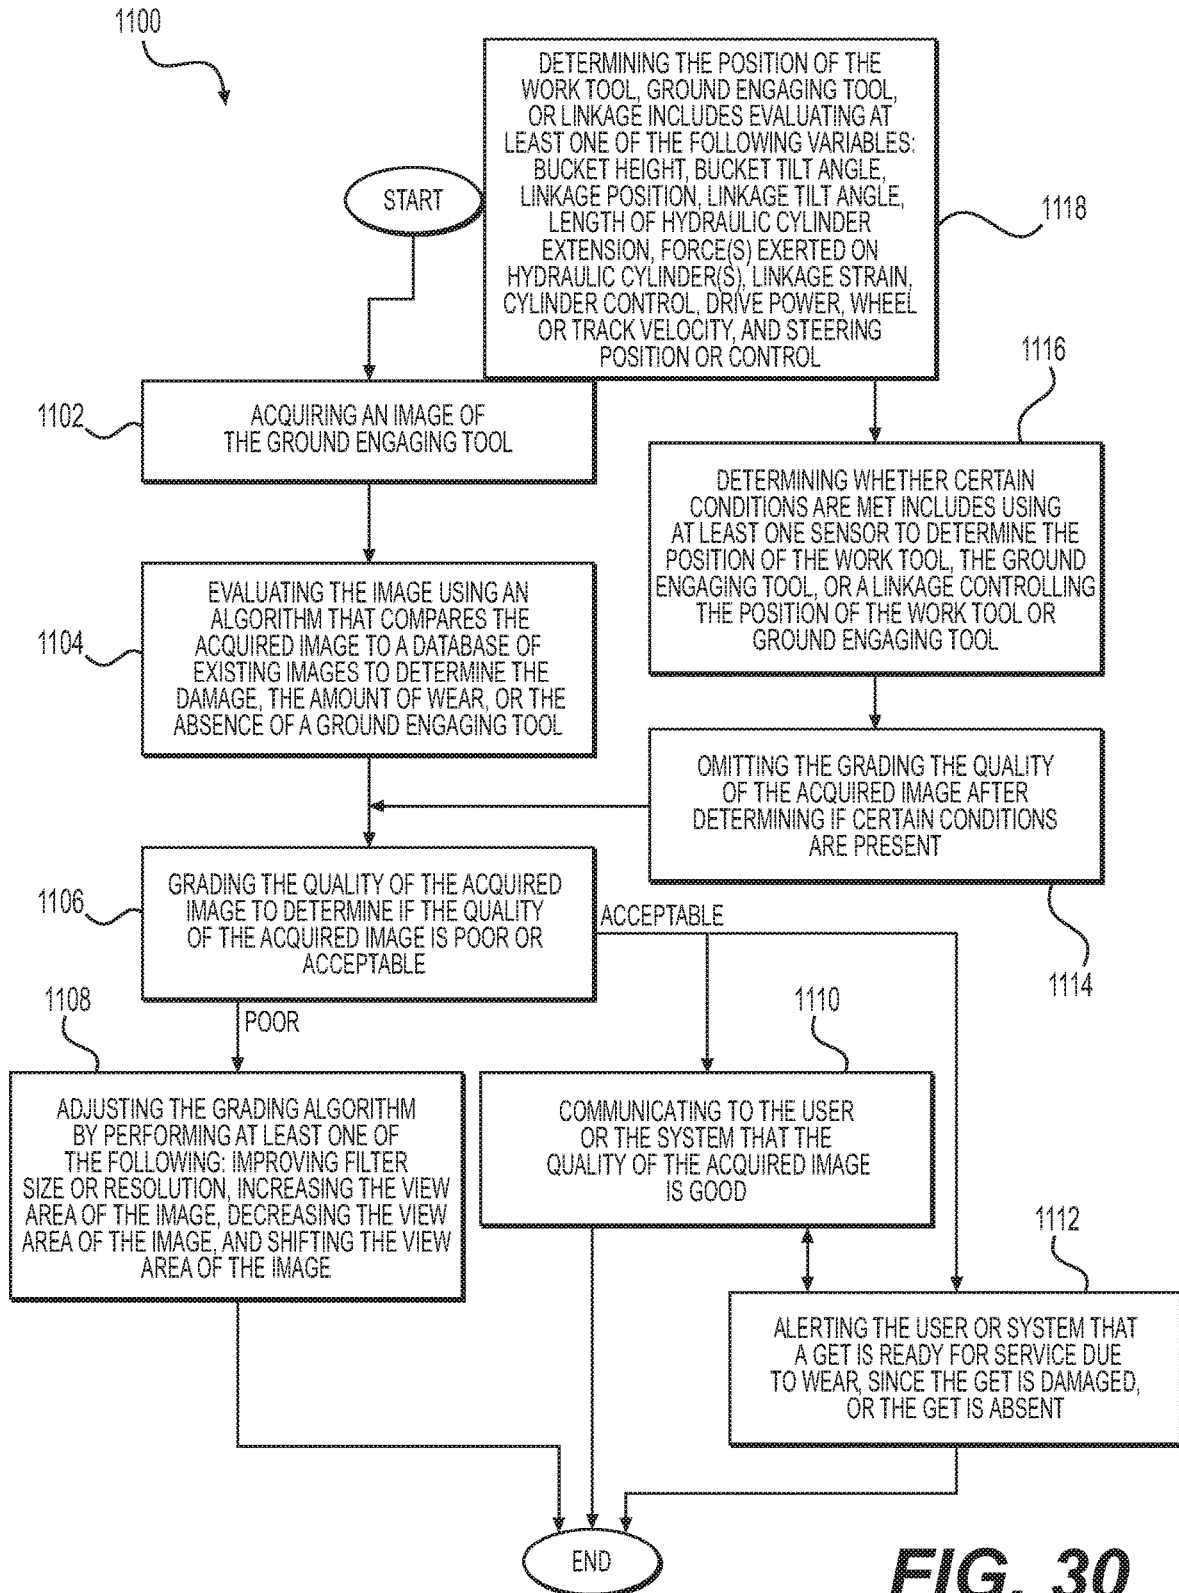 1100
DETERMINING THE POSITION OF THE
WORK TOOL, GROUND ENGAGING TOOL,
OR LINKAGE INCLUDES EVALUATING AT
LEAST ONE OF THE FOLLOWING VARIABLES:
BUCKET HEIGHT, BUCKET TILT ANGLE,
LINKAGE POSITION, LINKAGE TILT ANGLE,
LENGTH OF HYDRAULIC CYLINDER
EXTENSION, FORCE(S) EXERTED ON
HYDRAULIC CYLINDER(S), LINKAGE STRAIN,
CYLINDER CONTROL, DRIVE POWER, WHEEL
OR TRACK VELOCITY, AND STEERING
POSITION OR CONTROL
START
1118
1116
1102
ACQUIRING AN IMAGE OF
THE GROUND ENGAGING TOOL
DETERMINING WHETHER CERTAIN
CONDITIONS ARE MET INCLUDES USING
AT LEAST ONE SENSOR TO DETERMINE THE
POSITION OF THE WORK TOOL, THE GROUND
ENGAGING TOOL, OR A LINKAGE CONTROLLING
THE POSITION OF THE WORK TOOL OR
GROUND ENGAGING TOOL
1104
EVALUATING THE IMAGE USING AN
ALGORITHM THAT COMPARES THE
ACQUIRED IMAGE TO A DATABASE OF
EXISTING IMAGES TO DETERMINE THE
DAMAGE, THE AMOUNT OF WEAR, OR THE
ABSENCE OF A GROUND ENGAGING TOOL
OMITTING THE GRADING THE QUALITY
OF THE ACQUIRED IMAGE AFTER
DETERMINING IF CERTAIN CONDITIONS
ARE PRESENT
1114
1106
GRADING THE QUALITY OF THE ACQUIRED
IMAGE TO DETERMINE IF THE QUALITY
OF THE ACQUIRED IMAGE IS POOR OR
ACCEPTABLE
ACCEPTABLE
POOR
1108
ADJUSTING THE GRADING ALGORITHM
BY PERFORMING AT LEAST ONE OF
THE FOLLOWING: IMPROVING FILTER
SIZE OR RESOLUTION, INCREASING THE VIEW
AREA OF THE IMAGE, DECREASING THE VIEW
AREA OF THE IMAGE, AND SHIFTING THE VIEW
AREA OF THE IMAGE
1110
COMMUNICATING TO THE USER
OR THE SYSTEM THAT THE
QUALITY OF THE ACQUIRED IMAGE
IS GOOD
1112
ALERTING THE USER OR SYSTEM THAT
A GET IS READY FOR SERVICE DUE
TO WEAR, SINCE THE GET IS DAMAGED,
OR THE GET IS ABSENT
END
FIG. 30